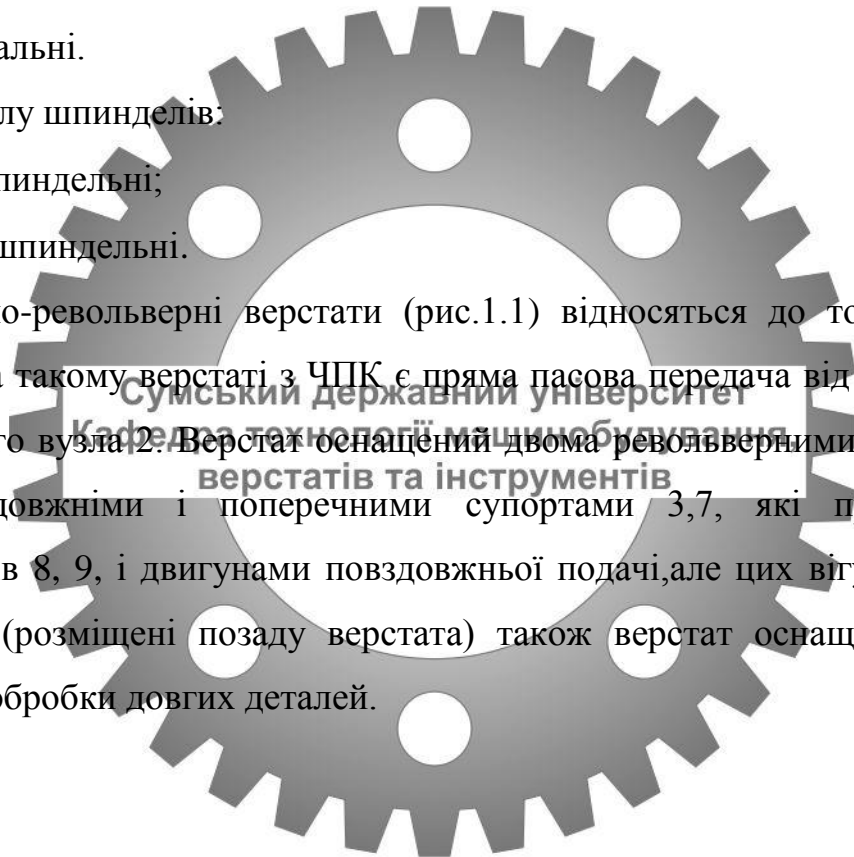 альні.
лу шпинделів:
пиндельні;
шпиндельні.
о-револьверні верстати (рис.1.1) відносяться до то
а такому верстаті з ЧПК є пряма пасова передача від
Сумський державний університет
го вузла 2. Верстат оснащений двома револьверними
Кафедра технології машинобудування,
верстатів та інструментів
довжніми і поперечними супортами 3,7, які п
в 8, 9, і двигунами повздовжньої подачі,але цих вігу
(розміщені позаду верстата) також верстат оснащ
обробки довгих деталей.